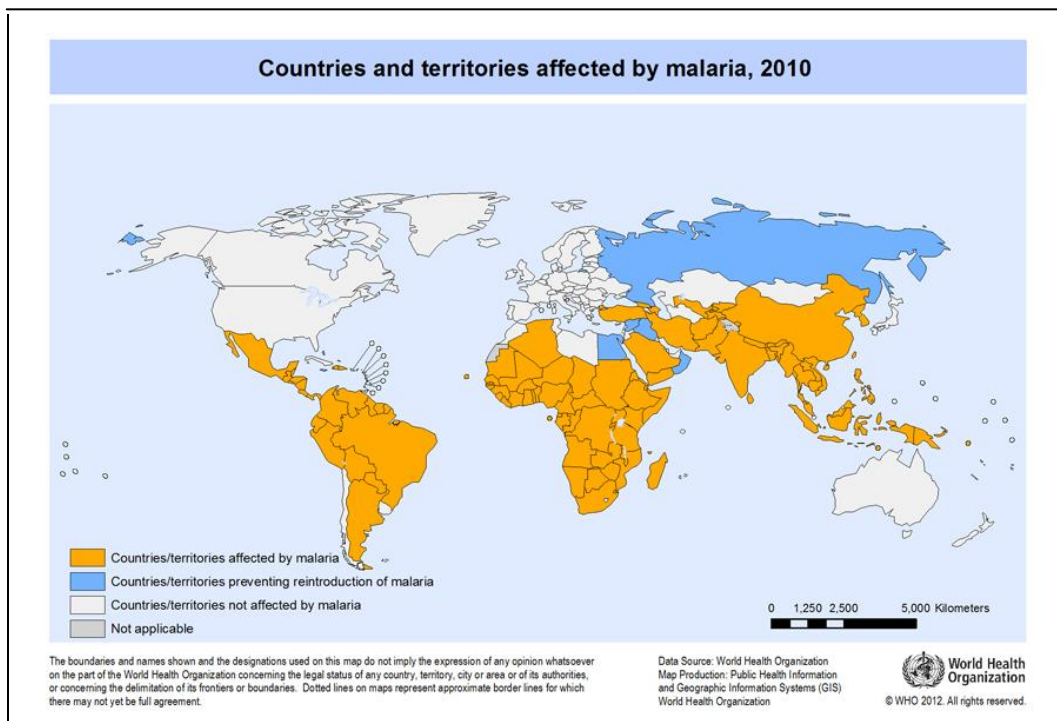 Countries and territories affected by malaria, 2010
Countries/territories affected by malaria
Countries/territories preventing reintroduction of malaria
Countries/territories not affected by malaria
Not applicable
0 1,250 2,500 5,000 Kilometers
The boundaries and names shown and the designations used on this map do not imply the expression of any opinion whatsoever
on the part of the World Health Organization concerning the legal status of any country, territory, city or area or of its authorities,
or concerning the delimitation of its frontiers or boundaries. Dotted lines on maps represent approximate border lines for which
there may not yet be full agreement.
Data Source: World Health Organization
Map Production: Public Health Information
and Geographic Information Systems (GIS)
World Health Organization
World Health
Organization
© WHO 2012. All rights reserved.